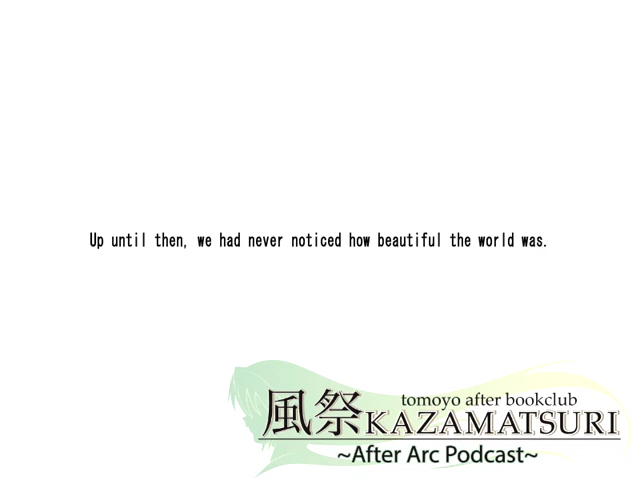 Up until then, we had never noticed how beautiful the world was.
tomoyo after bookclub
風祭KAZAMATSURI
~After Arc Podcast~